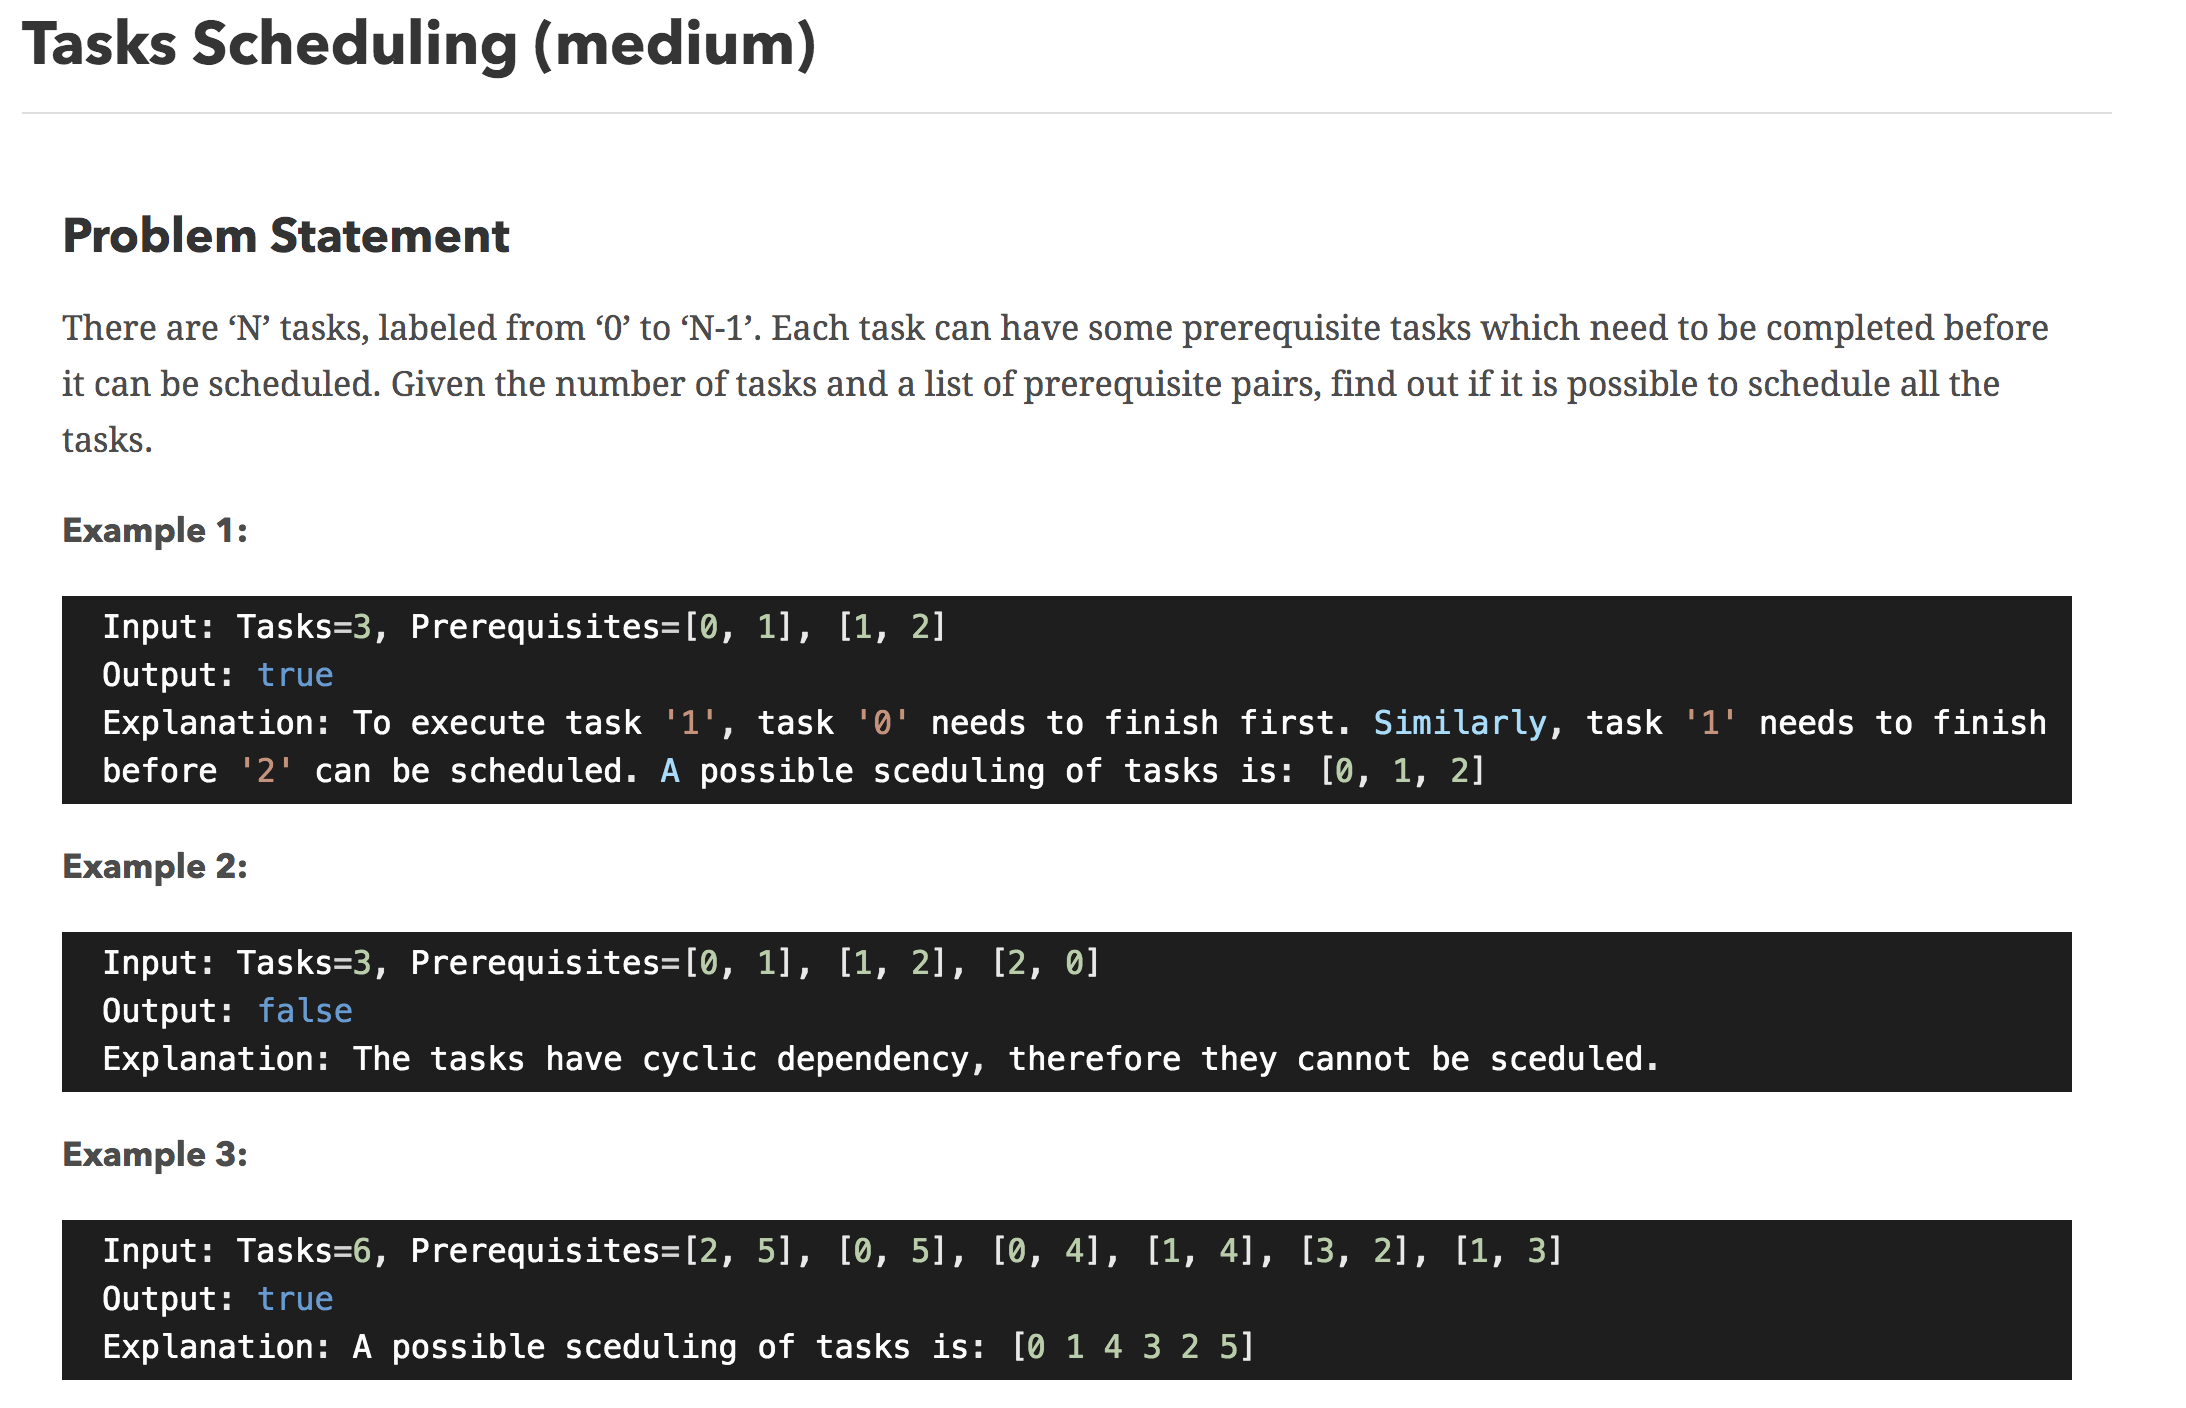 Tasks Scheduling (medium)
Problem Statement
There are ‘N’ tasks, labeled from ‘0’ to ‘N-1’. Each task can have some prerequisite tasks which need to be completed before
it can be scheduled. Given the number of tasks and a list of prerequisite pairs, find out if it is possible to schedule all the
tasks.
Example 1:
Input: Tasks=3, Prerequisites=[0, 1], [1, 2]
Output: true
Explanation: To execute task '1', task '0' needs to finish first. Similarly, task '1' needs to finish
before '2' can be scheduled. A possible sceduling of tasks is: [0, 1, 2]
Example 2:
Input: Tasks=3, Prerequisites=[0, 1], [1, 2], [2, 0]
Output: false
Explanation: The tasks have cyclic dependency, therefore they cannot be sceduled.
Example 3:
Input: Tasks=6, Prerequisites=[2, 5], [0, 5], [0, 4], [1, 4], [3, 2], [1, 3]
Output: true
Explanation: A possible sceduling of tasks is: [0 1 4 3 2 5]